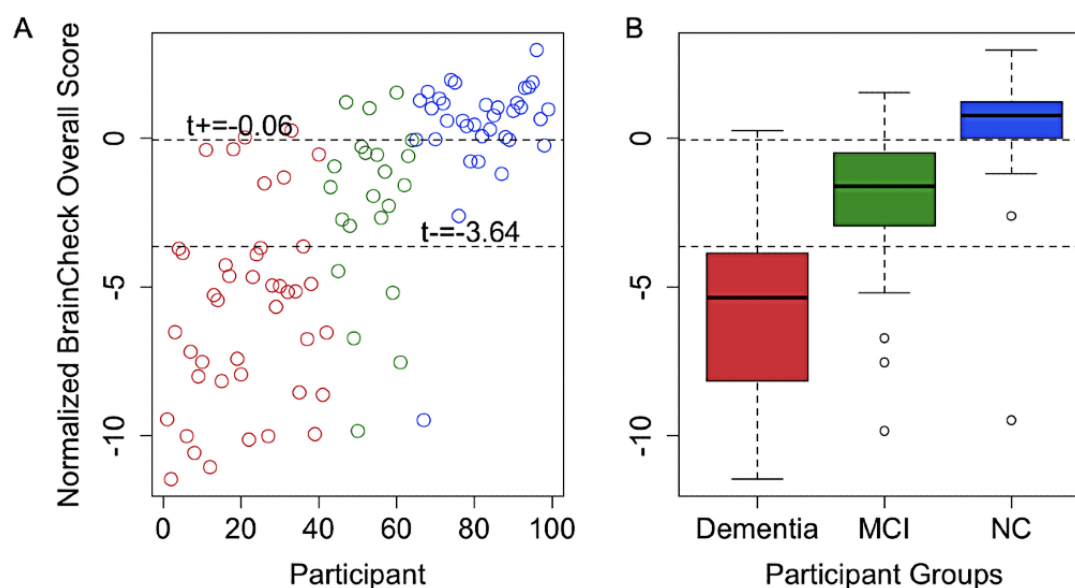 A
Normalized BrainCheck Overall Score
0
-5
-10
t+=-0.06
t-=-3.64
0 20 40 60 80 100
Participant
B
0
-5
-10
Dementia MCI NC
Participant Groups